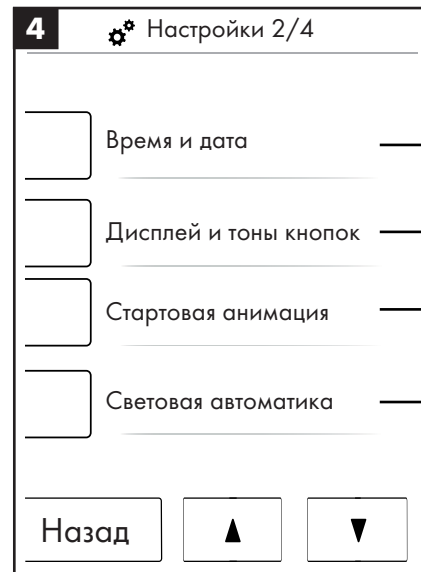 4
Настройки 2/4
Время и дата
Дисплей и тоны кнопок
Стартовая анимация
Световая автоматика
Назад